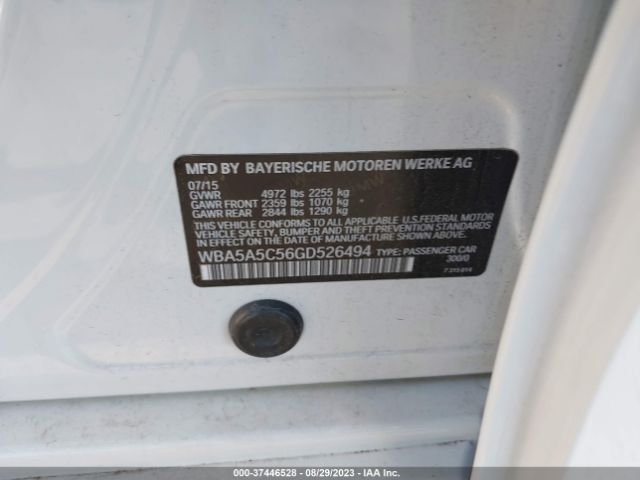 MFD BY BAYERISCHE MOTOREN WERKE AG
07/15
GVWR 4972 lbs 2255 kg
GAWR FRONT 2359 lbs 1070 kg
GAWR REAR 2844 lbs 1290 kg
THIS VEHICLE CONFORMS TO ALL APPLICABLE U.S.FEDERAL MOTOR
VEHICLE SAFETY, BUMPER, AND THEFT PREVENTION STANDARDS IN
EFFECT ON THE DATE OF MANUFACTURE SHOWN ABOVE.
WBA5A5C56GD526494 TYPE: PASSENGER CAR
300/0
7 315 014
000-37446528 - 08/29/2023 - IAA Inc.